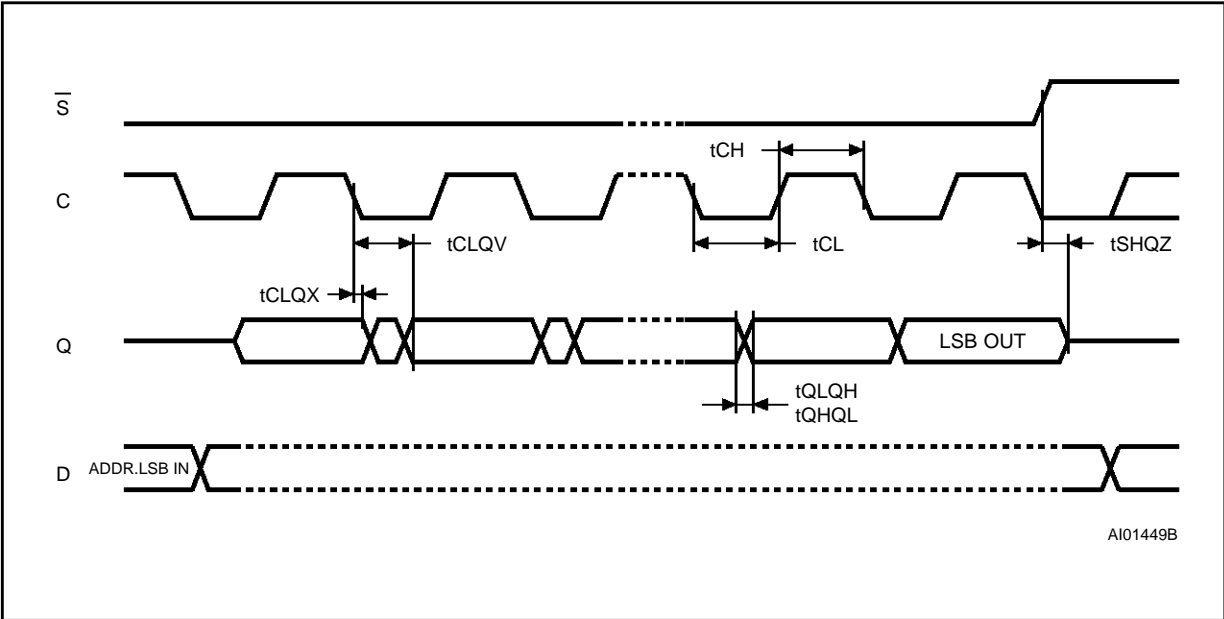 S̅
tCH
C
tCLQV
tCL
tSHQZ
tCLQX
Q
LSB OUT
tQLQH
tQHQL
D
ADDR.LSB IN
AI01449B